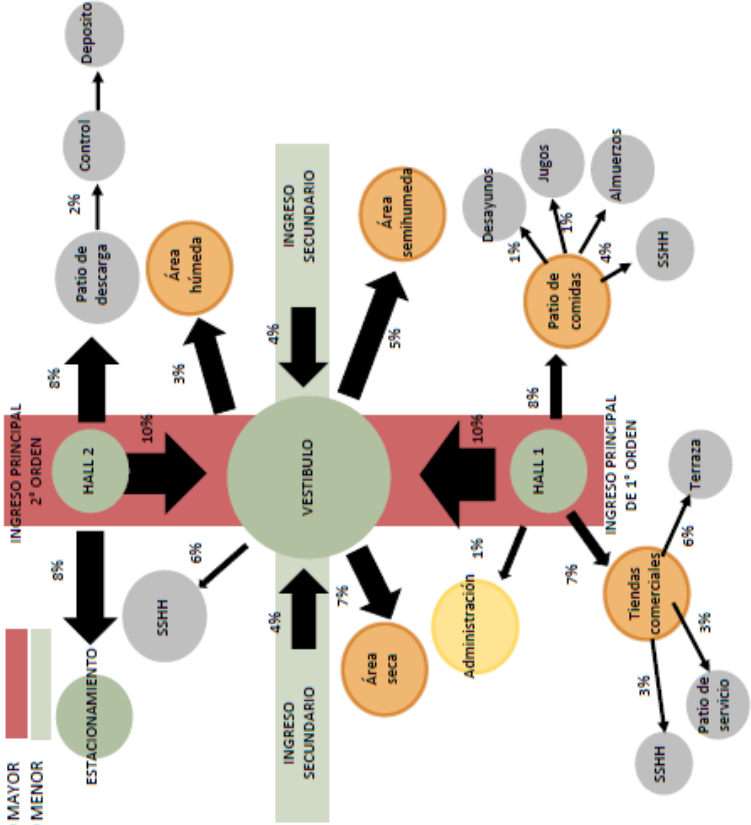 MAYOR
MENOR
INGRESO PRINCIPAL
2° ORDEN
ESTACIONAMIENTO
8%
HALL 2
8%
Patio de
descarga
2%
Control
Deposito
10%
SSHH
6%
3%
Área
húmeda
INGRESO
SECUNDARIO
4%
VESTIBULO
4%
INGRESO
SECUNDARIO
Área
seca
7%
5%
Área
semihumeda
Administración
1%
10%
HALL 1
8%
Patio de
comidas
1%
Desayunos
1%
Jugos
Almuerzos
4%
SSHH
7%
INGRESO PRINCIPAL
DE 1° ORDEN
Tiendas
comerciales
3%
SSHH
3%
Patio de
servicio
6%
Terraza